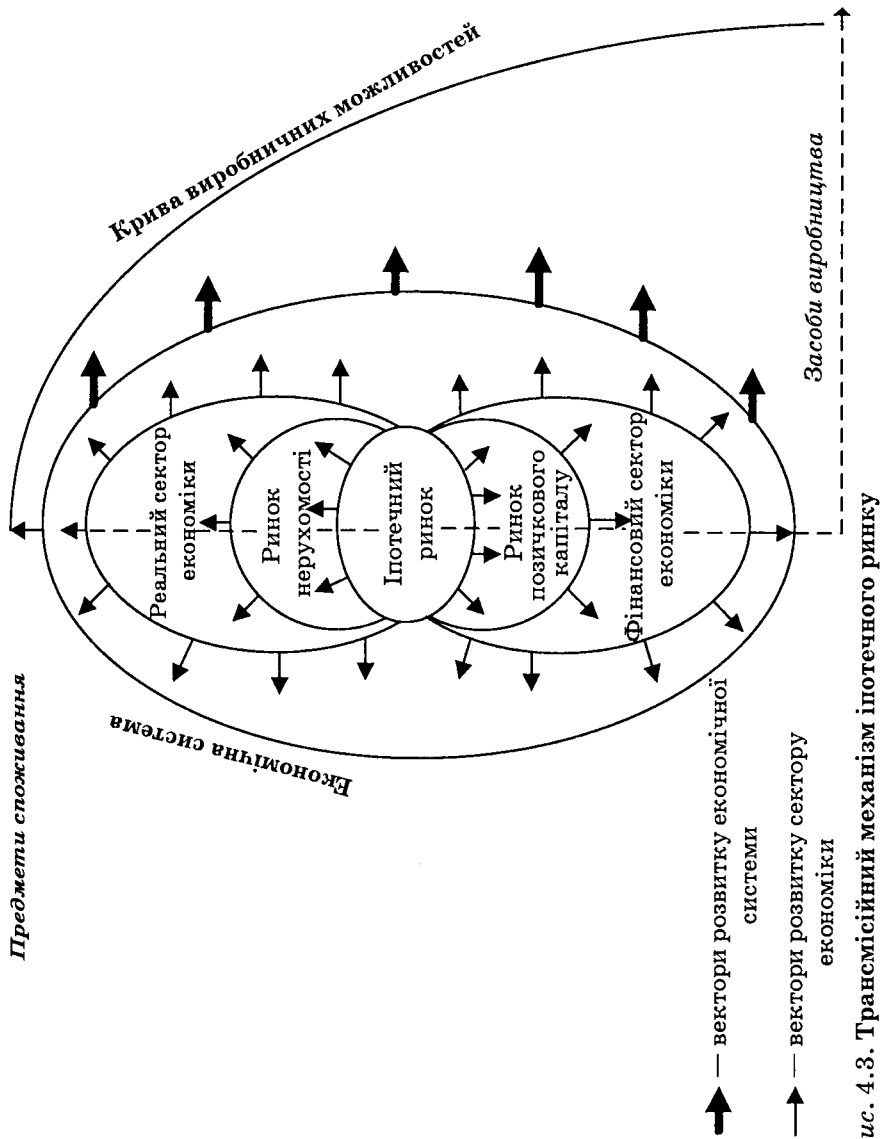 Предмети споживання
Крива виробничих можливостей
Економічна система
Реальний сектор
економіки
Ринок
нерухомості
Іпотечний
ринок
Ринок
позичкового
капіталу
Фінансовий сектор
економіки
Засоби виробництва
— вектори розвитку економічної
системи
— вектори розвитку сектору
економіки
ис. 4.3. Трансмісійний механізм іпотечного ринку